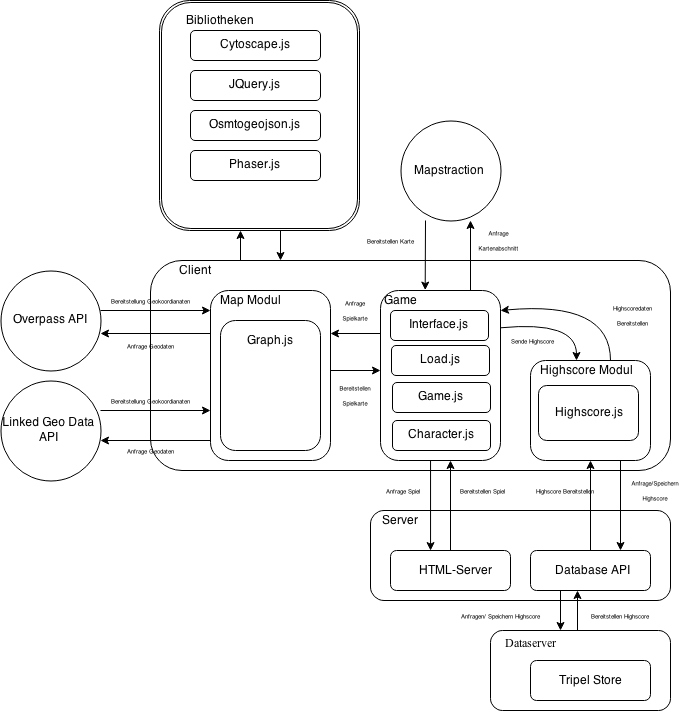 Bibliotheken
Cytoscape.js
JQuery.js
Osmtogeojson.js
Phaser.js
Mapstraction
Bereitstellen Karte
Anfrage
Kartenabschnitt
Client
Overpass API
Bereitstellung Geokoordianaten
Anfrage Geodaten
Linked Geo Data
API
Bereitstellung Geokoordianaten
Anfrage Geodaten
Map Modul
Graph.js
Anfrage
Spielkarte
Bereitstellen
Spielkarte
Game
Interface.js
Load.js
Game.js
Character.js
Highscoredaten
Bereitstellen
Sende Highscore
Highscore Modul
Highscore.js
Anfrage Spiel
Bereitstellen Spiel
Highscore Bereitstellen
Anfrage/Speichern
Highscore
Server
HTML-Server
Database API
Anfragen/ Speichern Highscore
Bereitstellen Highscore
Dataserver
Tripel Store